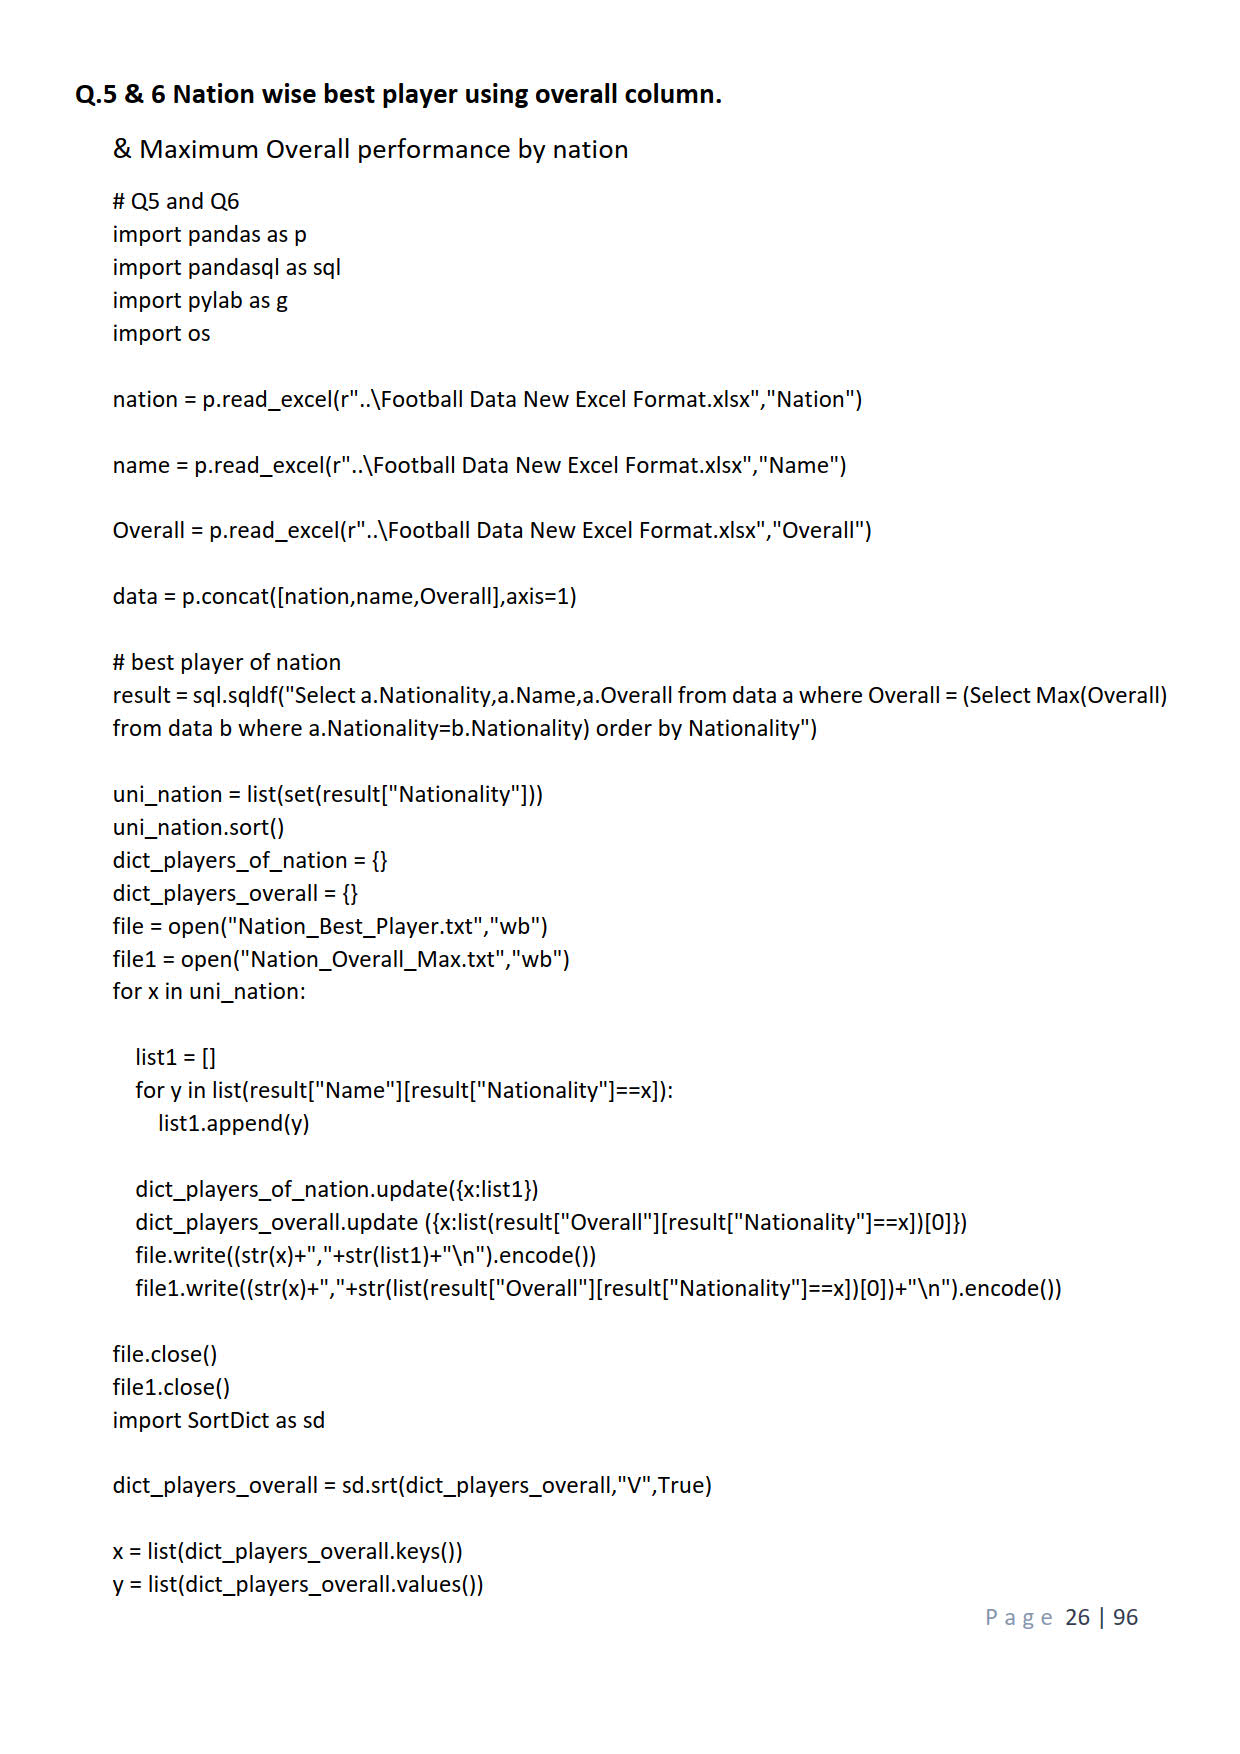 Q.5 & 6 Nation wise best player using overall column.
& Maximum Overall performance by nation
# Q5 and Q6
import pandas as p
import pandasql as sql
import pylab as g
import os
nation = p.read_excel(r"..\Football Data New Excel Format.xlsx","Nation")
name = p.read_excel(r"..\Football Data New Excel Format.xlsx","Name")
Overall = p.read_excel(r"..\Football Data New Excel Format.xlsx","Overall")
data = p.concat([nation,name,Overall],axis=1)
# best player of nation
result = sql.sqldf("Select a.Nationality,a.Name,a.Overall from data a where Overall = (Select Max(Overall)
from data b where a.Nationality=b.Nationality) order by Nationality")
uni_nation = list(set(result["Nationality"]))
uni_nation.sort()
dict_players_of_nation = {}
dict_players_overall = {}
file = open("Nation_Best_Player.txt","wb")
file1 = open("Nation_Overall_Max.txt","wb")
for x in uni_nation:
    list1 = []
    for y in list(result["Name"][result["Nationality"]==x]):
        list1.append(y)
    dict_players_of_nation.update({x:list1})
    dict_players_overall.update ({x:list(result["Overall"][result["Nationality"]==x])[0]})
    file.write((str(x)+","+str(list1)+"\n").encode())
    file1.write((str(x)+","+str(list(result["Overall"][result["Nationality"]==x])[0])+"\n").encode())
file.close()
file1.close()
import SortDict as sd
dict_players_overall = sd.srt(dict_players_overall,"V",True)
x = list(dict_players_overall.keys())
y = list(dict_players_overall.values())
Page 26 | 96